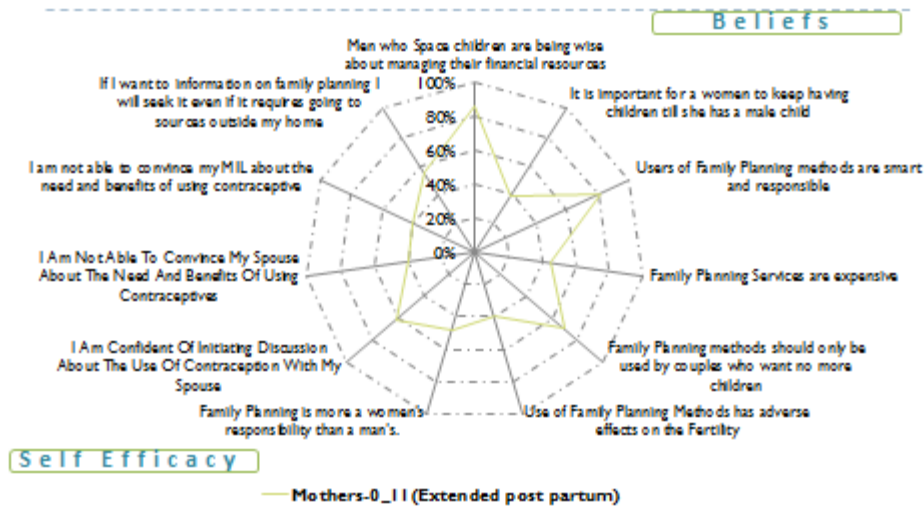 Beliefs
Men who Space children are being wise
about managing their financial resources
If I want to information on family planning I
will seek it even if it requires going to
sources outside my home
It is important for a women to keep having
children till she has a male child
I am not able to convince my MIL about the
need and benefits of using contraceptive
Users of Family Planning methods are smart
and responsible
I Am Not Able To Convince My Spouse
About The Need And Benefits Of Using
Contraceptives
Family Planning Services are expensive
I Am Confident Of Initiating Discussion
About The Use Of Contraception With My
Spouse
Family Planning methods should only be
used by couples who want no more
children
Family Planning is more a women's
responsibility than a man's.
Use of Family Planning Methods has adverse
effects on the Fertility
100%
80%
60%
40%
20%
0%
Self Efficacy
Mothers-0_11(Extended post partum)